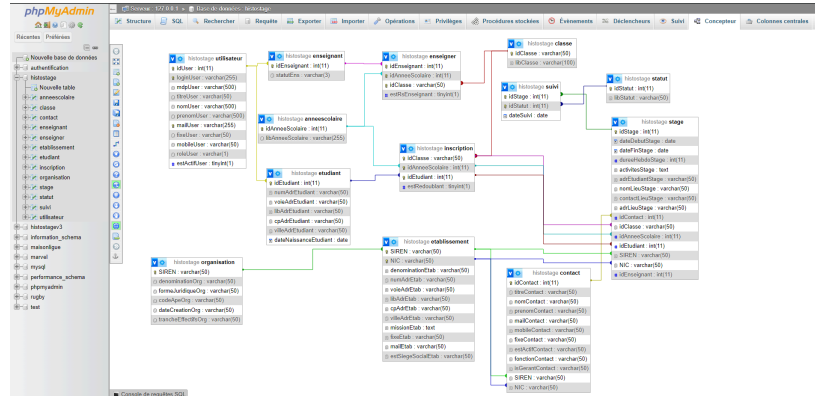 phpMyAdmin
Récentes Préférées
Nouvelle base de données
authentification
histostage
Nouvelle table
anneescolaire
classe
contact
enseignant
enseigner
etablissement
etudiant
inscription
organisation
stage
statut
suivi
utilisateur
histostagev3
information_schema
maisonligue
marval
mysql
performance_schema
phpmyadmin
rugby
test
Serveur : 127.0.0.1 » Base de données : histostage
Structure SQL Rechercher Requête Exporter Importer Opérations Privilèges Procédures stockées Évènements Déclencheurs Suivi Concepteur Colonnes centrales
histostage utilisateur
idUser : int(11)
loginUser : varchar(255)
mdpUser : varchar(500)
titreUser : varchar(50)
nomUser : varchar(500)
prenomUser : varchar(500)
mailUser : varchar(255)
fixeUser : varchar(50)
mobileUser : varchar(50)
roleUser : varchar(1)
estActifUser : tinyint(1)
histostage enseignant
idEnseignant : int(11)
statutEns : varchar(3)
histostage enseigner
idEnseignant : int(11)
idAnneeScolaire : int(11)
idClasse : varchar(50)
estRsEnseignant : tinyint(1)
histostage classe
idClasse : varchar(50)
libClasse : varchar(100)
histostage suivi
idStage : int(11)
idStatut : int(11)
dateSuivi : date
histostage statut
idStatut : int(11)
libStatut : varchar(50)
histostage anneescolaire
idAnneeScolaire : int(11)
libAnneeScolaire : varchar(255)
histostage stage
idStage : int(11)
dateDebutStage : date
dateFinStage : date
dureeHebdoStage : int(11)
activitesStage : text
adrEtudiantStage : varchar(50)
nomLieuStage : varchar(50)
contactLieuStage : varchar(50)
adrLieuStage : varchar(50)
idContact : int(11)
idClasse : varchar(50)
idAnneeScolaire : int(11)
idEtudiant : int(11)
SIREN : varchar(50)
NIC : varchar(50)
idEnseignant : int(11)
histostage inscription
idClasse : varchar(50)
idAnneeScolaire : int(11)
idEtudiant : int(11)
estRedoublant : tinyint(1)
histostage etudiant
idEtudiant : int(11)
numAdrEtudiant : varchar(50)
voieAdrEtudiant : varchar(50)
libAdrEtudiant : varchar(50)
cpAdrEtudiant : varchar(50)
villeAdrEtudiant : varchar(50)
dateNaissanceEtudiant : date
histostage etablissement
SIREN : varchar(50)
NIC : varchar(50)
denominationEtab : varchar(50)
numAdrEtab : varchar(50)
voieAdrEtab : varchar(50)
libAdrEtab : varchar(50)
cpAdrEtab : varchar(50)
villeAdrEtab : varchar(50)
missionEtab : text
fixeEtab : varchar(50)
mailEtab : varchar(50)
estSiegeSocialEtab : varchar(50)
histostage organisation
SIREN : varchar(50)
denominationOrg : varchar(50)
formeJuridiqueOrg : varchar(50)
codeApeOrg : varchar(50)
dateCreationOrg : varchar(50)
trancheEffectifsOrg : varchar(50)
histostage contact
idContact : int(11)
titreContact : varchar(50)
nomContact : varchar(50)
prenomContact : varchar(50)
mailContact : varchar(50)
mobileContact : varchar(50)
fixeContact : varchar(50)
estActifContact : varchar(50)
fonctionContact : varchar(50)
isGerantContact : varchar(50)
SIREN : varchar(50)
NIC : varchar(50)
Console de requêtes SQL